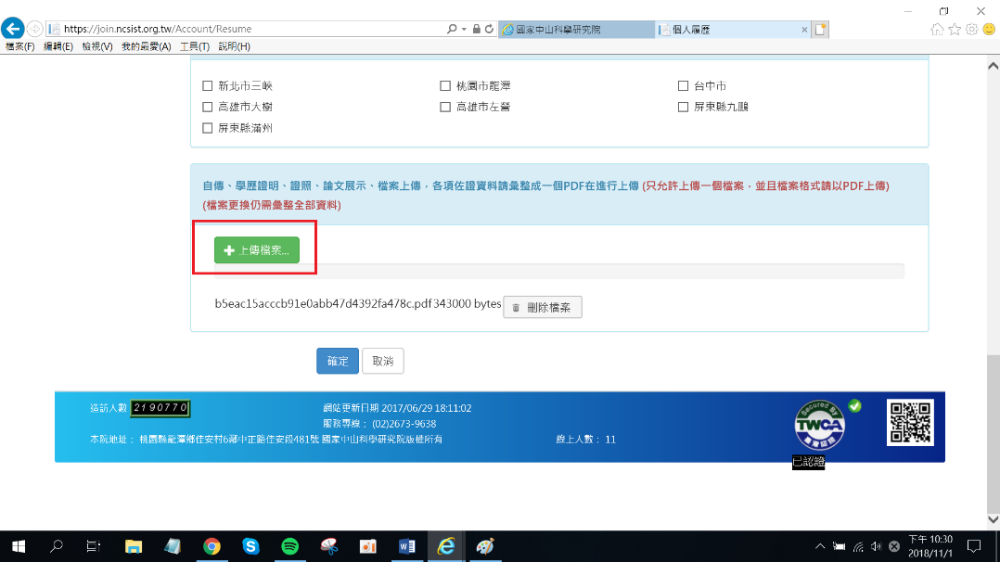 https://join.ncsist.org.tw/Account/Resume
國家中山科學研究院
個人履歷
檔案(F) 編輯(E) 檢視(V) 我的最愛(A) 工具(T) 說明(H)
新北市三峽 桃園市龍潭 台中市
高雄市大樹 高雄市左營 屏東縣九鵬
屏東縣滿州
自傳、學歷證明、證照、論文展示、檔案上傳，各項佐證資料請彙整成一個PDF在進行上傳 (只允許上傳一個檔案，並且檔案格式請以PDF上傳)
(檔案更換仍需彙整全部資料)
上傳檔案...
b5eac15acccb91e0abb47d4392fa478c.pdf 343000 bytes 刪除檔案
確定 取消
造訪人數 2190770 網站更新日期 2017/06/29 18:11:02
服務專線： (02)2673-9638
本院地址： 桃園縣龍潭鄉佳安村6鄰中正路佳安段481號 國家中山科學研究院版權所有 線上人數： 11
Secured By
TWCA
已認證
下午 10:30
2018/11/1